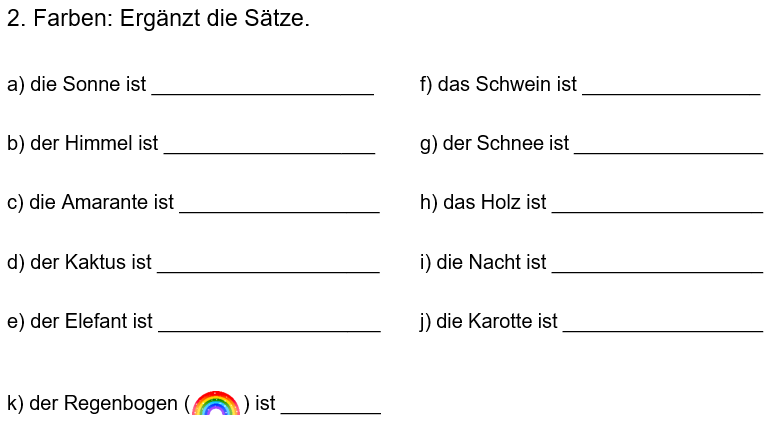 2. Farben: Ergänzt die Sätze.
a) die Sonne ist ____________________
f) das Schwein ist ________________
b) der Himmel ist ___________________
g) der Schnee ist _________________
c) die Amarante ist __________________
h) das Holz ist ___________________
d) der Kaktus ist ____________________
i) die Nacht ist ___________________
e) der Elefant ist ____________________
j) die Karotte ist __________________
k) der Regenbogen ( ) ist _________